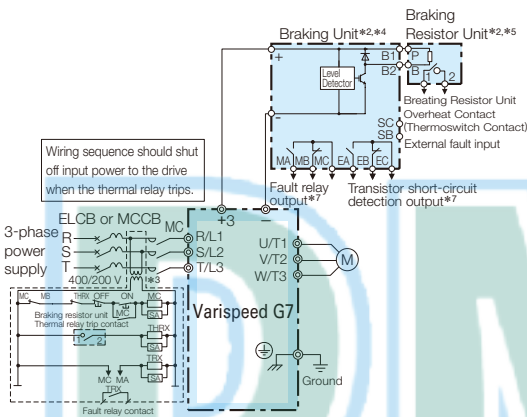 Braking
Braking Unit*2,*4
Resistor Unit*2,*5
+
B1
P
Level
Detector
B2
B
1
2
-
Breating Resistor Unit
Overheat Contact
(Thermoswitch Contact)
SC
SB
External fault input
MA MB MC EA EB EC
Fault relay
output*7
Transistor short-circuit
detection output*7
Wiring sequence should shut
off input power to the drive
when the thermal relay trips.
ELCB or MCCB
MC
+3
−
3-phase
power
supply
R
S
T
R/L1
S/L2
T/L3
400/200 V
*3
U/T1
V/T2
W/T3
M
Varispeed G7
MC
MB
THRX
OFF
ON
MC
MC
SA
Braking resistor unit
Thermal relay trip contact
THRX
1
2
SA
TRX
SA
MC MA
TRX
Fault relay contact
Ground